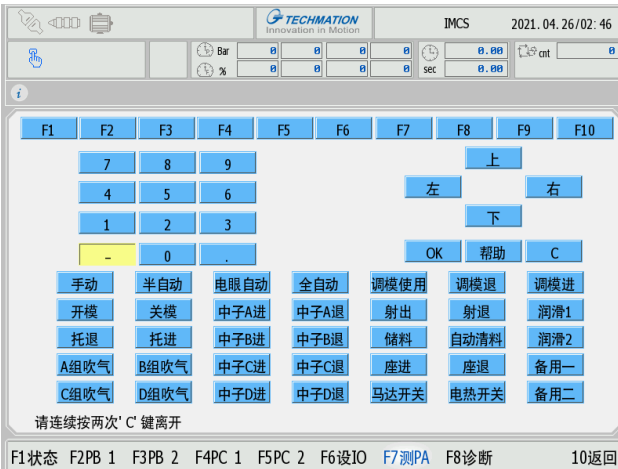 TECHMATION IMCS 2021.04.26/02:46
Innovation in Motion
Bar 0 0 0 0 0.00 cnt 0
% 0 0 0 0 sec 0.00
i
F1 F2 F3 F4 F5 F6 F7 F8 F9 F10
7 8 9 上
4 5 6 左 右
1 2 3 下
- 0 . OK 帮助 C
手动 半自动 电眼自动 全自动 调模使用 调模退 调模进
开模 关模 中子A进 中子A退 射出 射退 润滑1
托退 托进 中子B进 中子B退 储料 自动清料 润滑2
A组吹气 B组吹气 中子C进 中子C退 座进 座退 备用一
C组吹气 D组吹气 中子D进 中子D退 马达开关 电热开关 备用二
请连续按两次' C' 键离开
F1状态 F2PB 1 F3PB 2 F4PC 1 F5PC 2 F6设IO F7测PA F8诊断 10返回